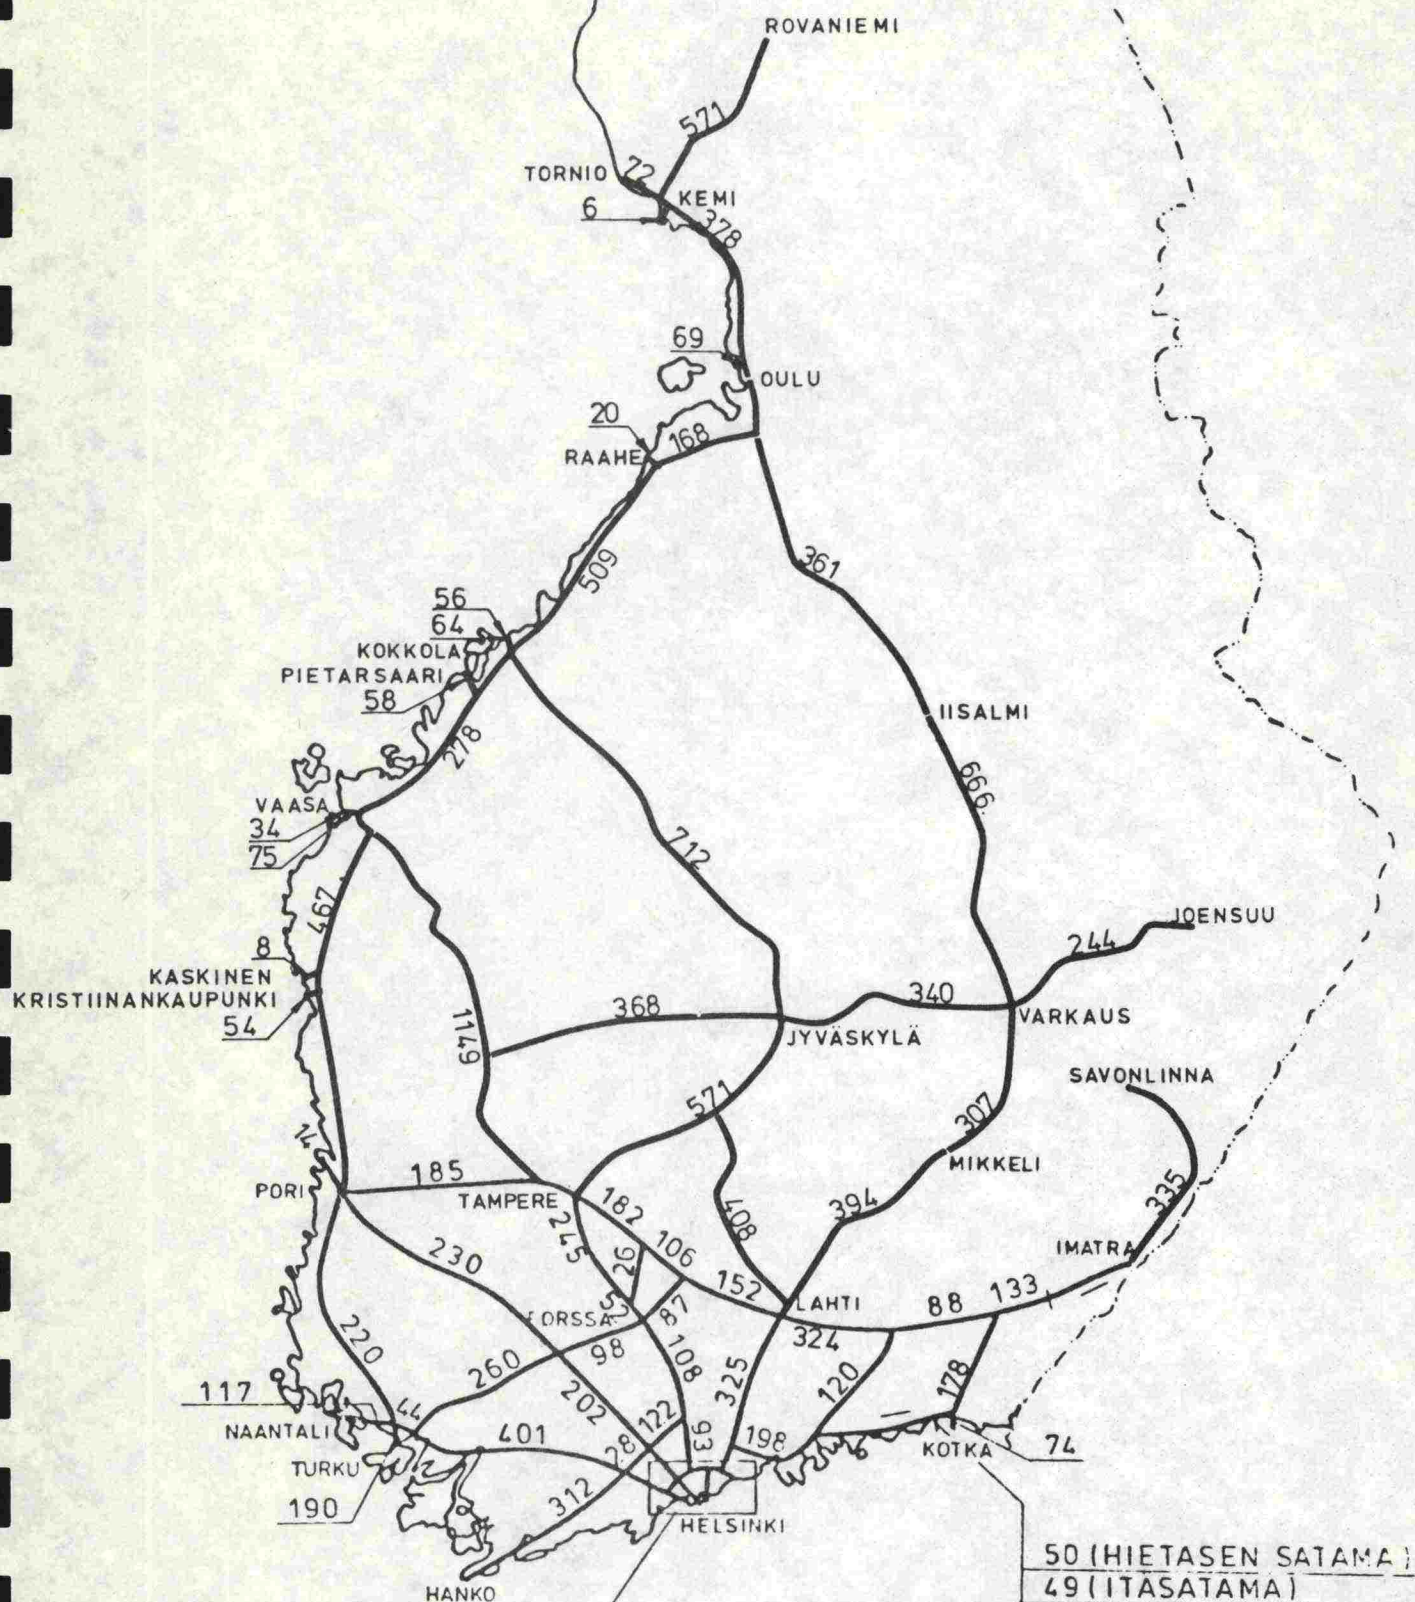 ROVANIEMI
571
TORNIO
72
KEMI
6
378
69
OULU
20
168
RAAHE
361
509
56
64
KOKKOLA
PIETARSAARI
58
IISALMI
278
666
VAASA
34
75
712
467
JOENSUU
244
8
KASKINEN
KRISTIINANKAUPUNKI
54
340
368
VARKAUS
1149
JYVÄSKYLÄ
SAVONLINNA
571
307
14
MIKKELI
185
PORI
TAMPERE
182
408
394
335
245
230
26
106
IMATRA
152
133
LAHTI
88
52
87
FORSSA
324
220
98
108
260
325
120
178
117
202
44
122
93
NAANTALI
401
198
28
KOTKA
74
TURKU
312
190
HELSINKI
50 (HIETASEN SATAMA)
49 (ITÄSATAMA)
HANKO